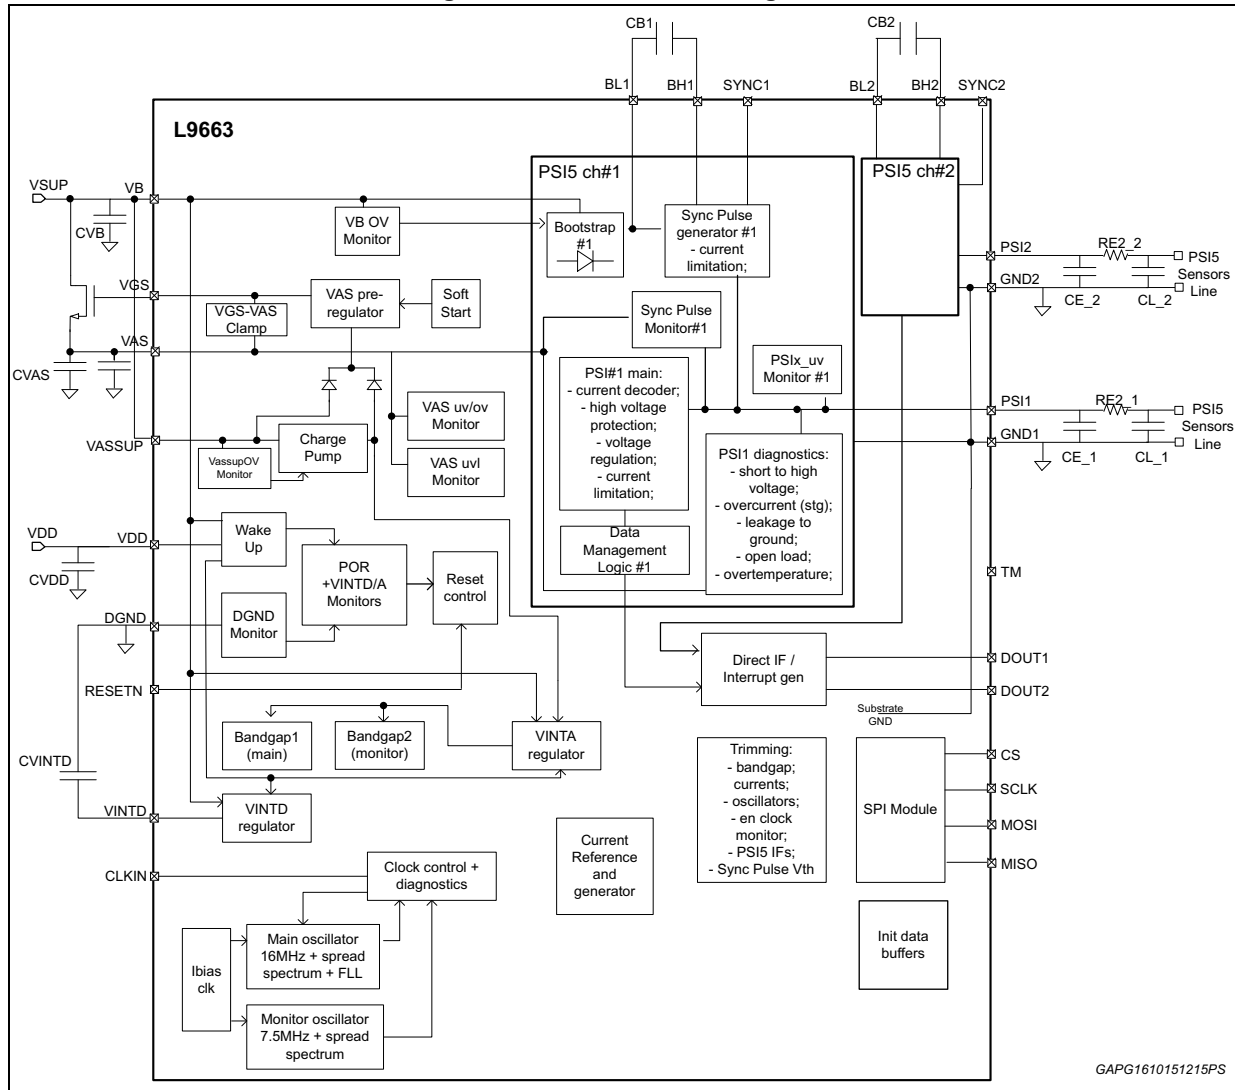 CB1
CB2
BL1
BH1
SYNC1
BL2
BH2
SYNC2
L9663
PSI5 ch#1
PSI5 ch#2
VSUP
VB
CVB
VB OV
Monitor
Bootstrap
#1
Sync Pulse
generator #1
- current
limitation;
PSI2
RE2_2
PSI5
Sensors
Line
GND2
CE_2
CL_2
VGS
VGS-VAS
Clamp
VAS pre-
regulator
Soft
Start
Sync Pulse
Monitor#1
VAS
CVAS
PSI#1 main:
- current decoder;
- high voltage
protection;
- voltage
regulation;
- current
limitation;
PSIx_uv
Monitor #1
PSI1
RE2_1
PSI5
Sensors
Line
GND1
CE_1
CL_1
VAS uv/ov
Monitor
VASSUP
VassupOV
Monitor
Charge
Pump
VAS uvl
Monitor
PSI1 diagnostics:
- short to high
voltage;
- overcurrent (stg);
- leakage to
ground;
- open load;
- overtemperature;
Data
Management
Logic #1
VDD
VDD
CVDD
Wake
Up
POR
+VINTD/A
Monitors
Reset
control
TM
DGND
DGND
Monitor
Direct IF /
Interrupt gen
DOUT1
DOUT2
RESETN
Substrate
GND
Bandgap1
(main)
Bandgap2
(monitor)
VINTA
regulator
Trimming:
- bandgap;
currents;
- oscillators;
- en clock
monitor;
- PSI5 IFs;
- Sync Pulse Vth
SPI Module
CS
SCLK
MOSI
MISO
CVINTD
VINTD
VINTD
regulator
Current
Reference
and
generator
CLKIN
Clock control +
diagnostics
Ibias
clk
Main oscillator
16MHz + spread
spectrum + FLL
Init data
buffers
Monitor oscillator
7.5MHz + spread
spectrum
GAPG1610151215PS